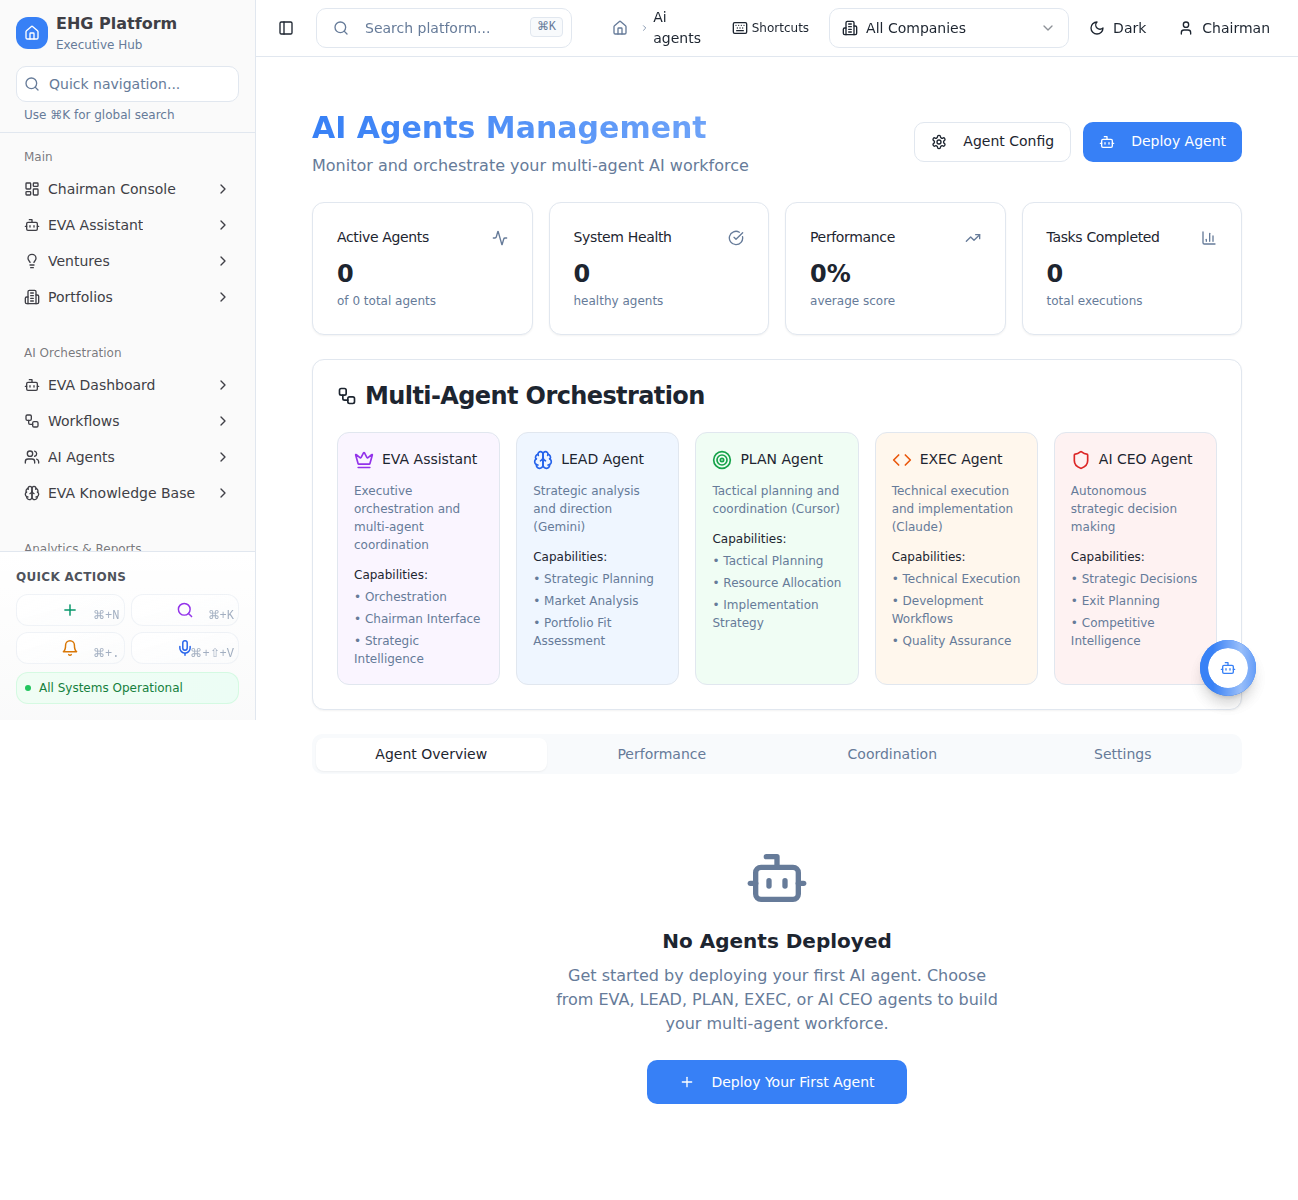 EHG Platform
Executive Hub
Quick navigation...
Use ⌘K for global search
Main
Chairman Console
EVA Assistant
Ventures
Portfolios
AI Orchestration
EVA Dashboard
Workflows
AI Agents
EVA Knowledge Base
Analytics & Reports
QUICK ACTIONS
⌘+N
⌘+K
⌘+.
⌘+⇧+V
All Systems Operational
Search platform...
⌘K
Ai
agents
Shortcuts
All Companies
Dark
Chairman
AI Agents Management
Monitor and orchestrate your multi-agent AI workforce
Agent Config
Deploy Agent
Active Agents
0
of 0 total agents
System Health
0
healthy agents
Performance
0%
average score
Tasks Completed
0
total executions
Multi-Agent Orchestration
EVA Assistant
Executive
orchestration and
multi-agent
coordination
Capabilities:
• Orchestration
• Chairman Interface
• Strategic
Intelligence
LEAD Agent
Strategic analysis
and direction
(Gemini)
Capabilities:
• Strategic Planning
• Market Analysis
• Portfolio Fit
Assessment
PLAN Agent
Tactical planning and
coordination (Cursor)
Capabilities:
• Tactical Planning
• Resource Allocation
• Implementation
Strategy
EXEC Agent
Technical execution
and implementation
(Claude)
Capabilities:
• Technical Execution
• Development
Workflows
• Quality Assurance
AI CEO Agent
Autonomous
strategic decision
making
Capabilities:
• Strategic Decisions
• Exit Planning
• Competitive
Intelligence
Agent Overview
Performance
Coordination
Settings
No Agents Deployed
Get started by deploying your first AI agent. Choose
from EVA, LEAD, PLAN, EXEC, or AI CEO agents to build
your multi-agent workforce.
Deploy Your First Agent